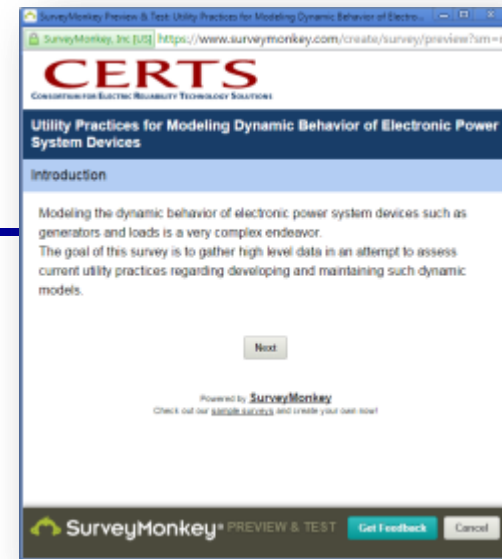 SurveyMonkey Preview & Test: Utility Practices for Modeling Dynamic Behavior of Electro...
SurveyMonkey, Inc [US] https://www.surveymonkey.com/create/survey/preview?sm=
CERTS
CONSORTIUM FOR ELECTRIC RELIABILITY TECHNOLOGY SOLUTIONS
Utility Practices for Modeling Dynamic Behavior of Electronic Power
System Devices
Introduction
Modeling the dynamic behavior of electronic power system devices such as
generators and loads is a very complex endeavor.
The goal of this survey is to gather high level data in an attempt to assess
current utility practices regarding developing and maintaining such dynamic
models.
Next
Powered by SurveyMonkey
Check out our sample surveys and create your own now!
SurveyMonkey® PREVIEW & TEST Get Feedback Cancel